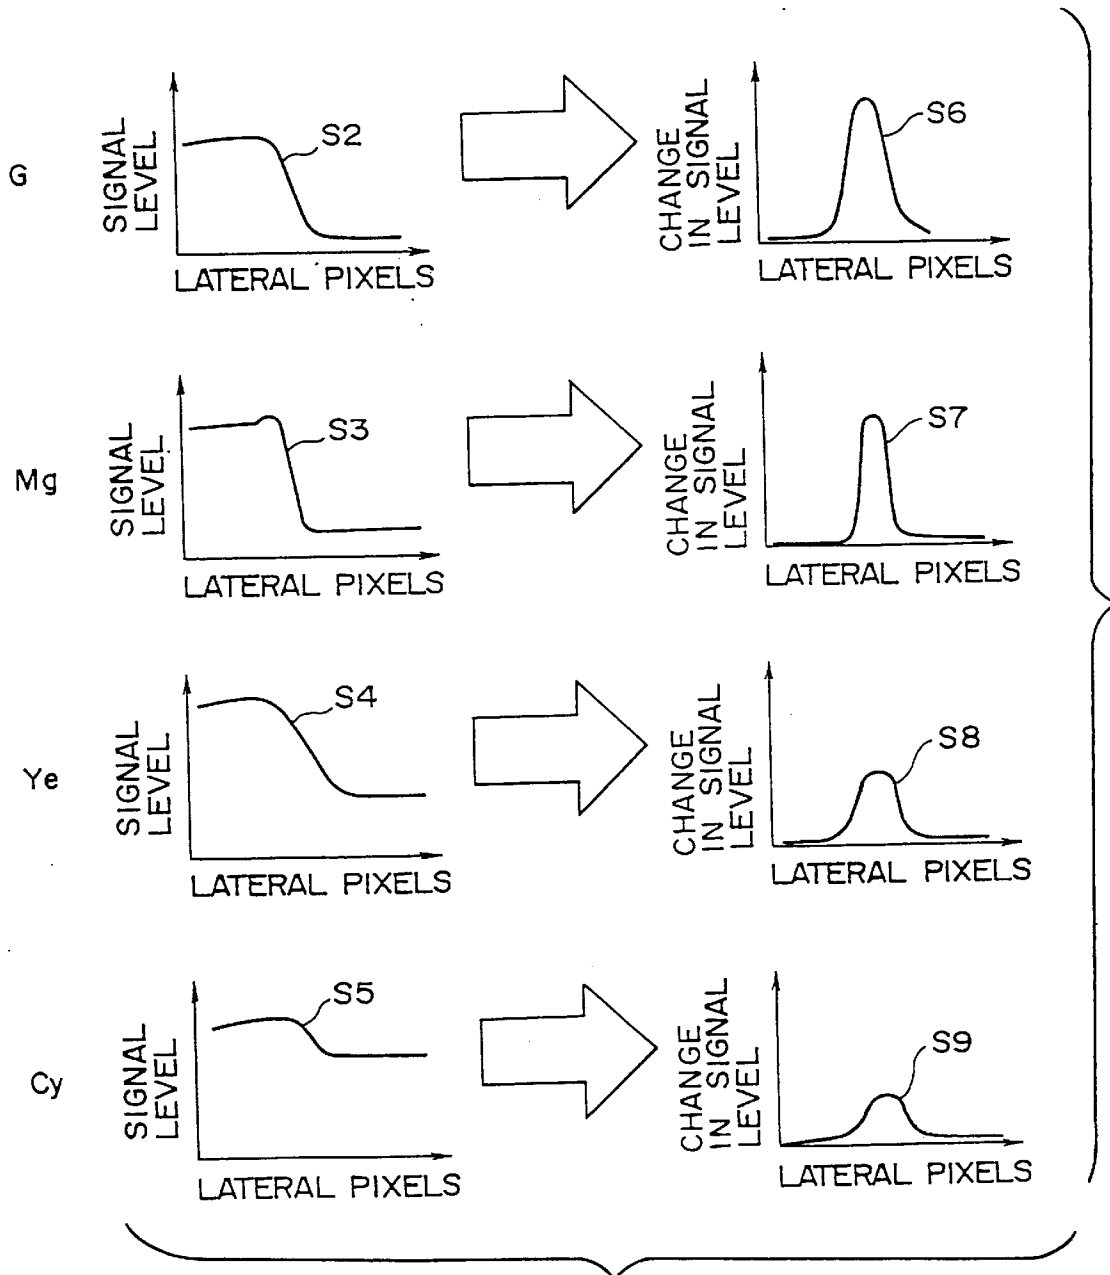 G
SIGNAL
LEVEL
S2
LATERAL PIXELS
CHANGE
IN SIGNAL
LEVEL
S6
LATERAL PIXELS
Mg
SIGNAL
LEVEL
S3
LATERAL PIXELS
CHANGE
IN SIGNAL
LEVEL
S7
LATERAL PIXELS
Ye
SIGNAL
LEVEL
S4
LATERAL PIXELS
CHANGE
IN SIGNAL
LEVEL
S8
LATERAL PIXELS
Cy
SIGNAL
LEVEL
S5
LATERAL PIXELS
CHANGE
IN SIGNAL
LEVEL
S9
LATERAL PIXELS